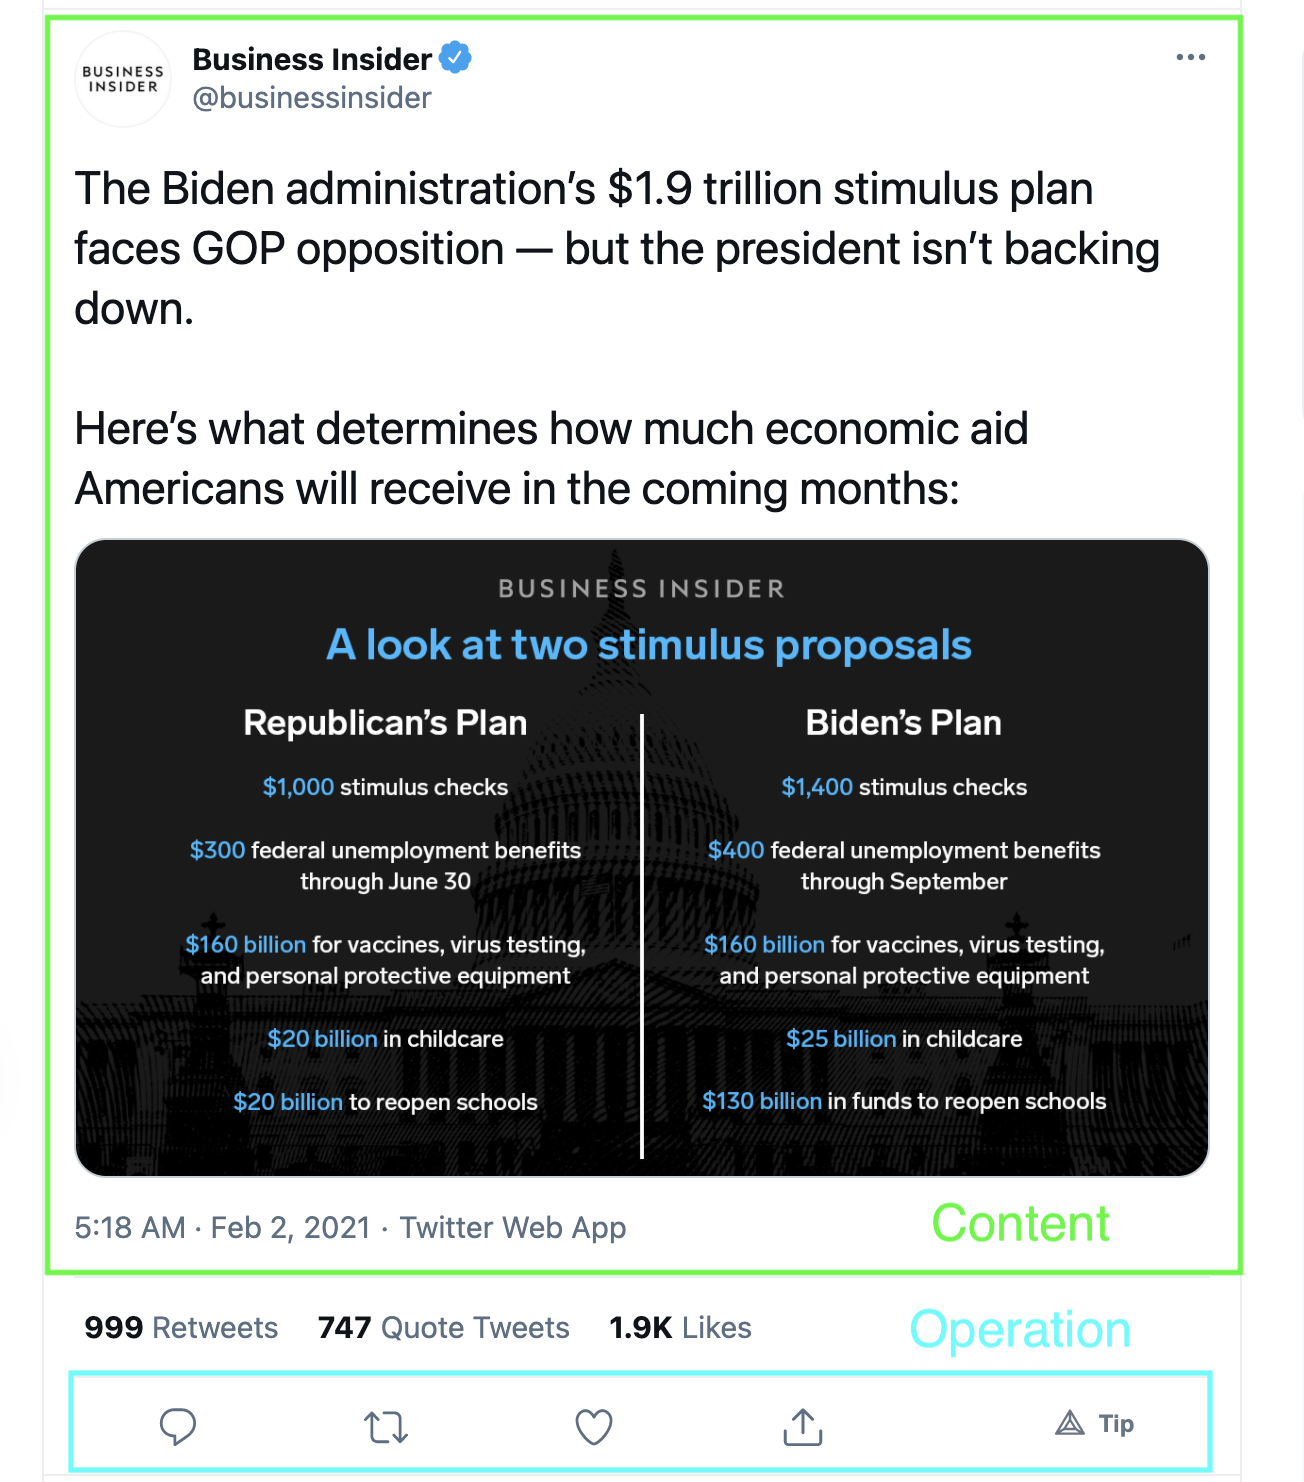 BUSINESS
INSIDER
Business Insider
@businessinsider
The Biden administration’s $1.9 trillion stimulus plan
faces GOP opposition — but the president isn’t backing
down.
Here’s what determines how much economic aid
Americans will receive in the coming months:
BUSINESS INSIDER
A look at two stimulus proposals
Republican’s Plan
$1,000 stimulus checks
$300 federal unemployment benefits
through June 30
$160 billion for vaccines, virus testing,
and personal protective equipment
$20 billion in childcare
$20 billion to reopen schools
Biden’s Plan
$1,400 stimulus checks
$400 federal unemployment benefits
through September
$160 billion for vaccines, virus testing,
and personal protective equipment
$25 billion in childcare
$130 billion in funds to reopen schools
5:18 AM · Feb 2, 2021 · Twitter Web App
Content
999 Retweets 747 Quote Tweets 1.9K Likes
Operation
Tip